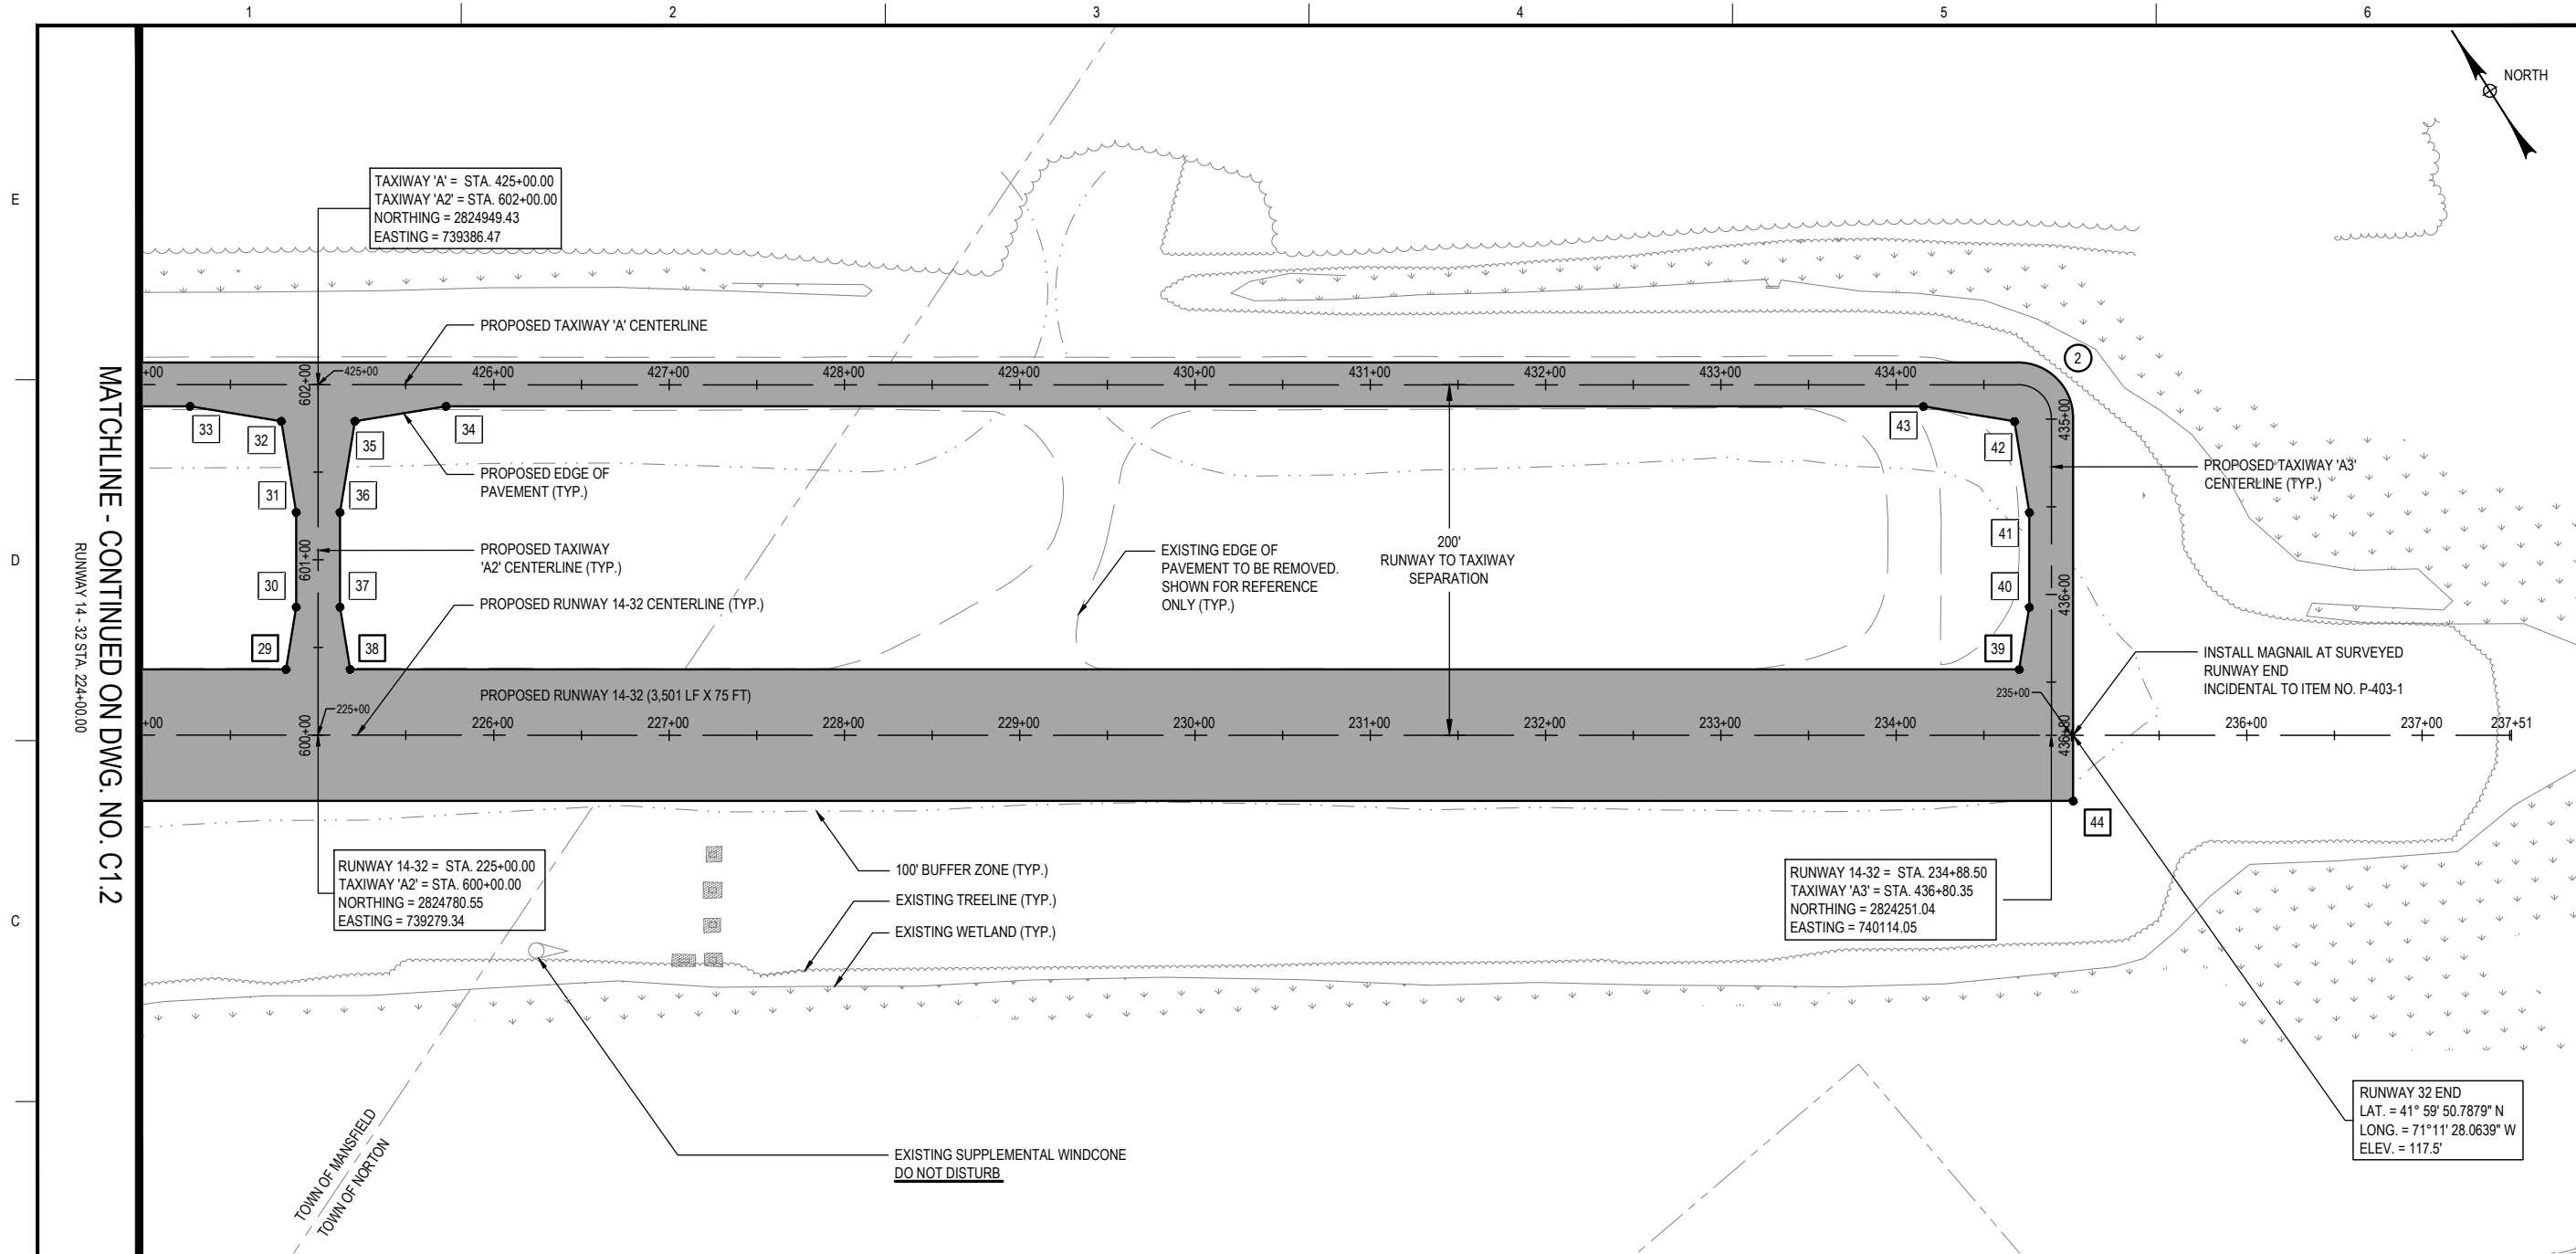 1
2
3
4
5
6
NORTH
E
D
C
TAXIWAY 'A' = STA. 425+00.00
TAXIWAY 'A2' = STA. 602+00.00
NORTHING = 2824949.43
EASTING = 739386.47
PROPOSED TAXIWAY 'A' CENTERLINE
2
+00
602+00
425+00
426+00
427+00
428+00
429+00
430+00
431+00
432+00
433+00
434+00
435+00
33
32
35
34
43
42
PROPOSED EDGE OF
PAVEMENT (TYP.)
PROPOSED TAXIWAY 'A3'
CENTERLINE (TYP.)
31
36
41
MATCHLINE - CONTINUED ON DWG. NO. C1.2
RUNWAY 14 - 32 STA. 224+00.00
601+00
PROPOSED TAXIWAY
'A2' CENTERLINE (TYP.)
EXISTING EDGE OF
PAVEMENT TO BE REMOVED.
SHOWN FOR REFERENCE
ONLY (TYP.)
200'
RUNWAY TO TAXIWAY
SEPARATION
30
37
40
436+00
PROPOSED RUNWAY 14-32 CENTERLINE (TYP.)
29
38
39
INSTALL MAGNAIL AT SURVEYED
RUNWAY END
INCIDENTAL TO ITEM NO. P-403-1
PROPOSED RUNWAY 14-32 (3,501 LF X 75 FT)
235+00
+00
600+00
225+00
226+00
227+00
228+00
229+00
230+00
231+00
232+00
233+00
234+00
436+80
236+00
237+00
237+51
44
RUNWAY 14-32 = STA. 225+00.00
TAXIWAY 'A2' = STA. 600+00.00
NORTHING = 2824780.55
EASTING = 739279.34
100' BUFFER ZONE (TYP.)
EXISTING TREELINE (TYP.)
EXISTING WETLAND (TYP.)
RUNWAY 14-32 = STA. 234+88.50
TAXIWAY 'A3' = STA. 436+80.35
NORTHING = 2824251.04
EASTING = 740114.05
RUNWAY 32 END
LAT. = 41° 59' 50.7879" N
LONG. = 71°11' 28.0639" W
ELEV. = 117.5'
TOWN OF MANSFIELD
TOWN OF NORTON
EXISTING SUPPLEMENTAL WINDCONE
DO NOT DISTURB